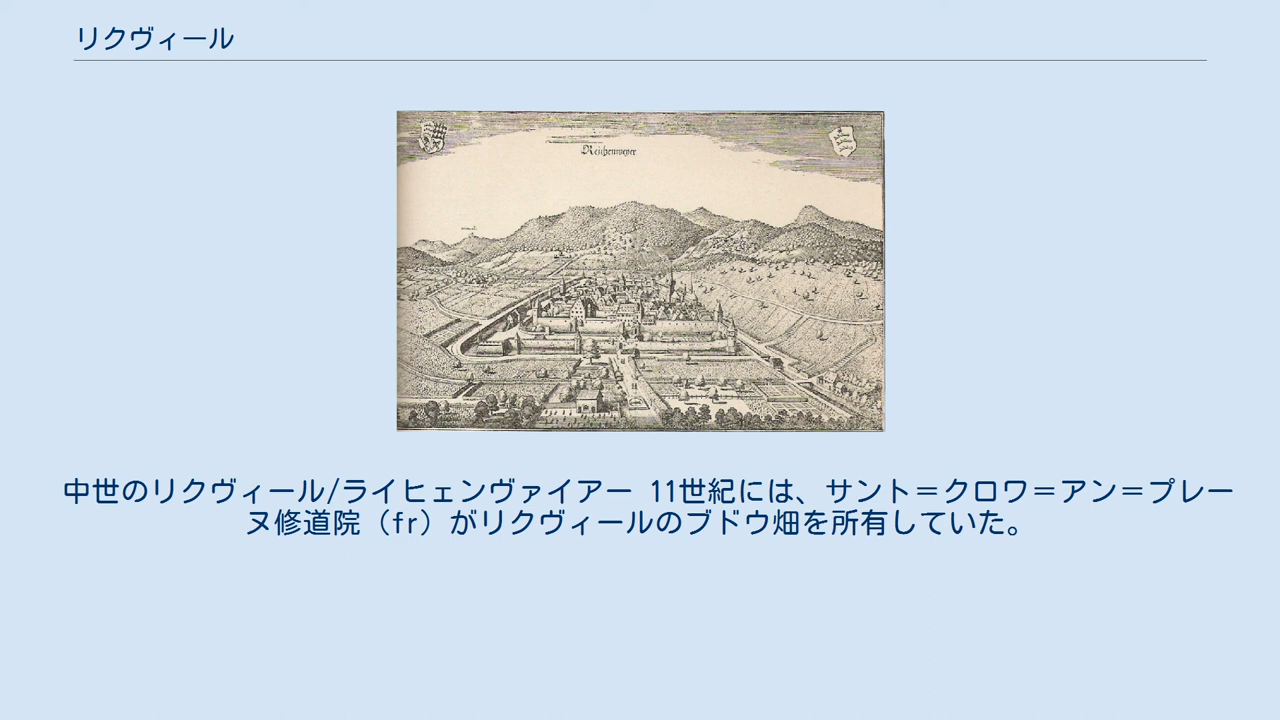 リクヴィール
Reichenweyer
中世のリクヴィール/ライヒェンヴァイアー 11世紀には、サント＝クロワ＝アン＝プレー
ヌ修道院（fr）がリクヴィールのブドウ畑を所有していた。